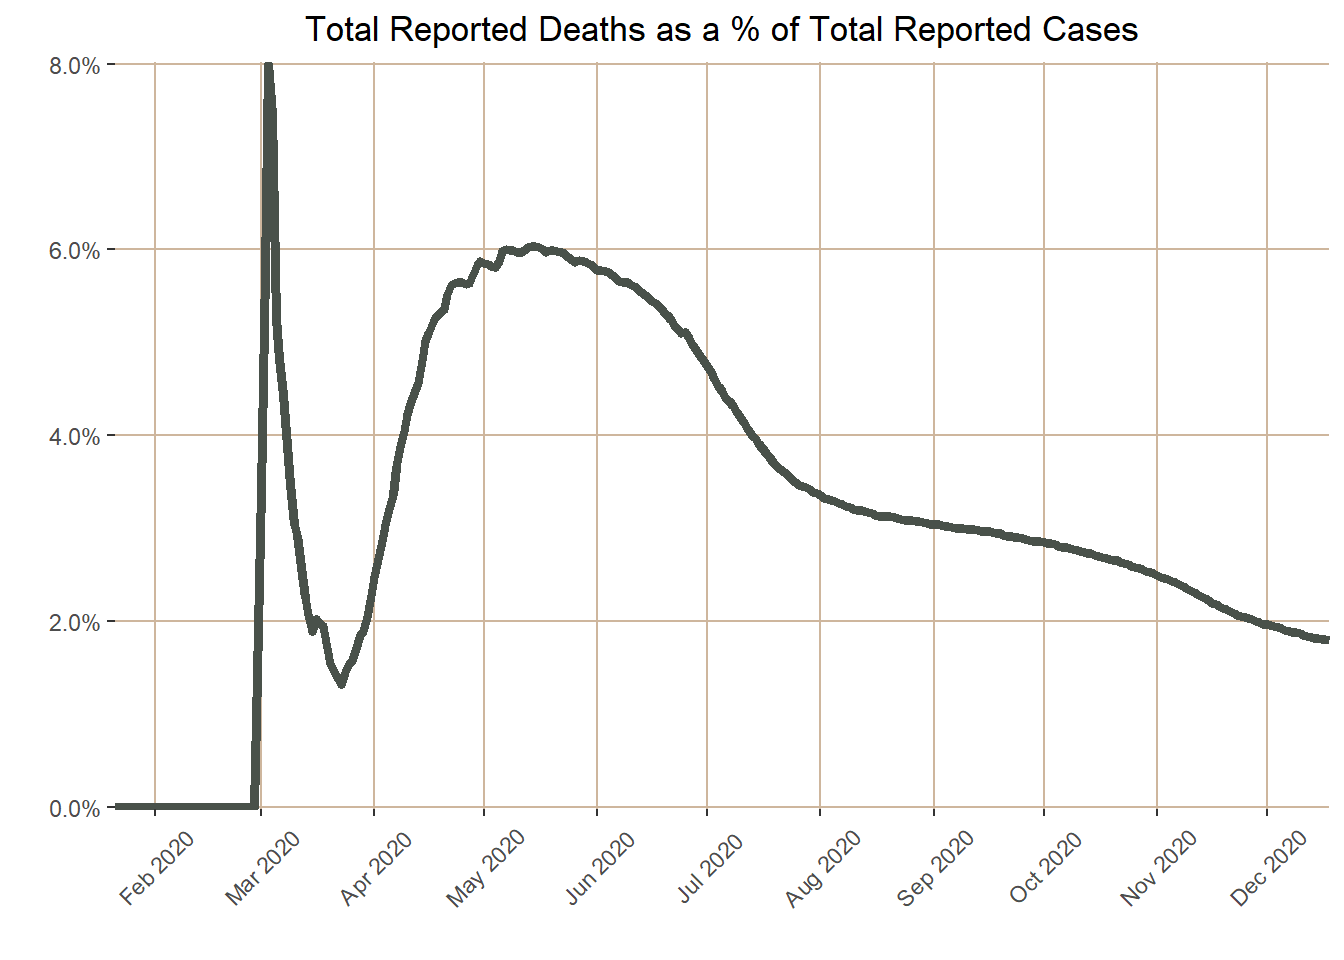 Total Reported Deaths as a % of Total Reported Cases
8.0%
6.0%
4.0%
2.0%
0.0%
Feb 2020
Mar 2020
Apr 2020
May 2020
Jun 2020
Jul 2020
Aug 2020
Sep 2020
Oct 2020
Nov 2020
Dec 2020